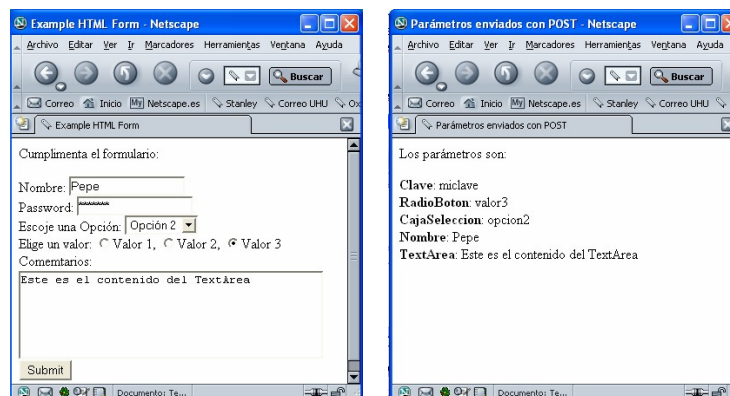 Example HTML Form - Netscape
Archivo Editar Ver Ir Marcadores Herramientas Ventana Ayuda
Buscar
Correo Inicio My Netscape.es Stanley Correo UHU Ox
Example HTML Form
Cumplimenta el formulario:
Nombre: Pepe
Password: *******
Escoje una Opción: Opción 2
Elige un valor: Valor 1, Valor 2, Valor 3
Comemtarios:
Este es el contenido del TextArea
Submit
Documento: Te...
Parámetros enviados con POST - Netscape
Archivo Editar Ver Ir Marcadores Herramientas Ventana Ayuda
Buscar
Correo Inicio My Netscape.es Stanley Correo UHU
Parámetros enviados con POST
Los parámetros son:
Clave: miclave
RadioBoton: valor3
CajaSeleccion: opcion2
Nombre: Pepe
TextArea: Este es el contenido del TextArea
Documento: Te...